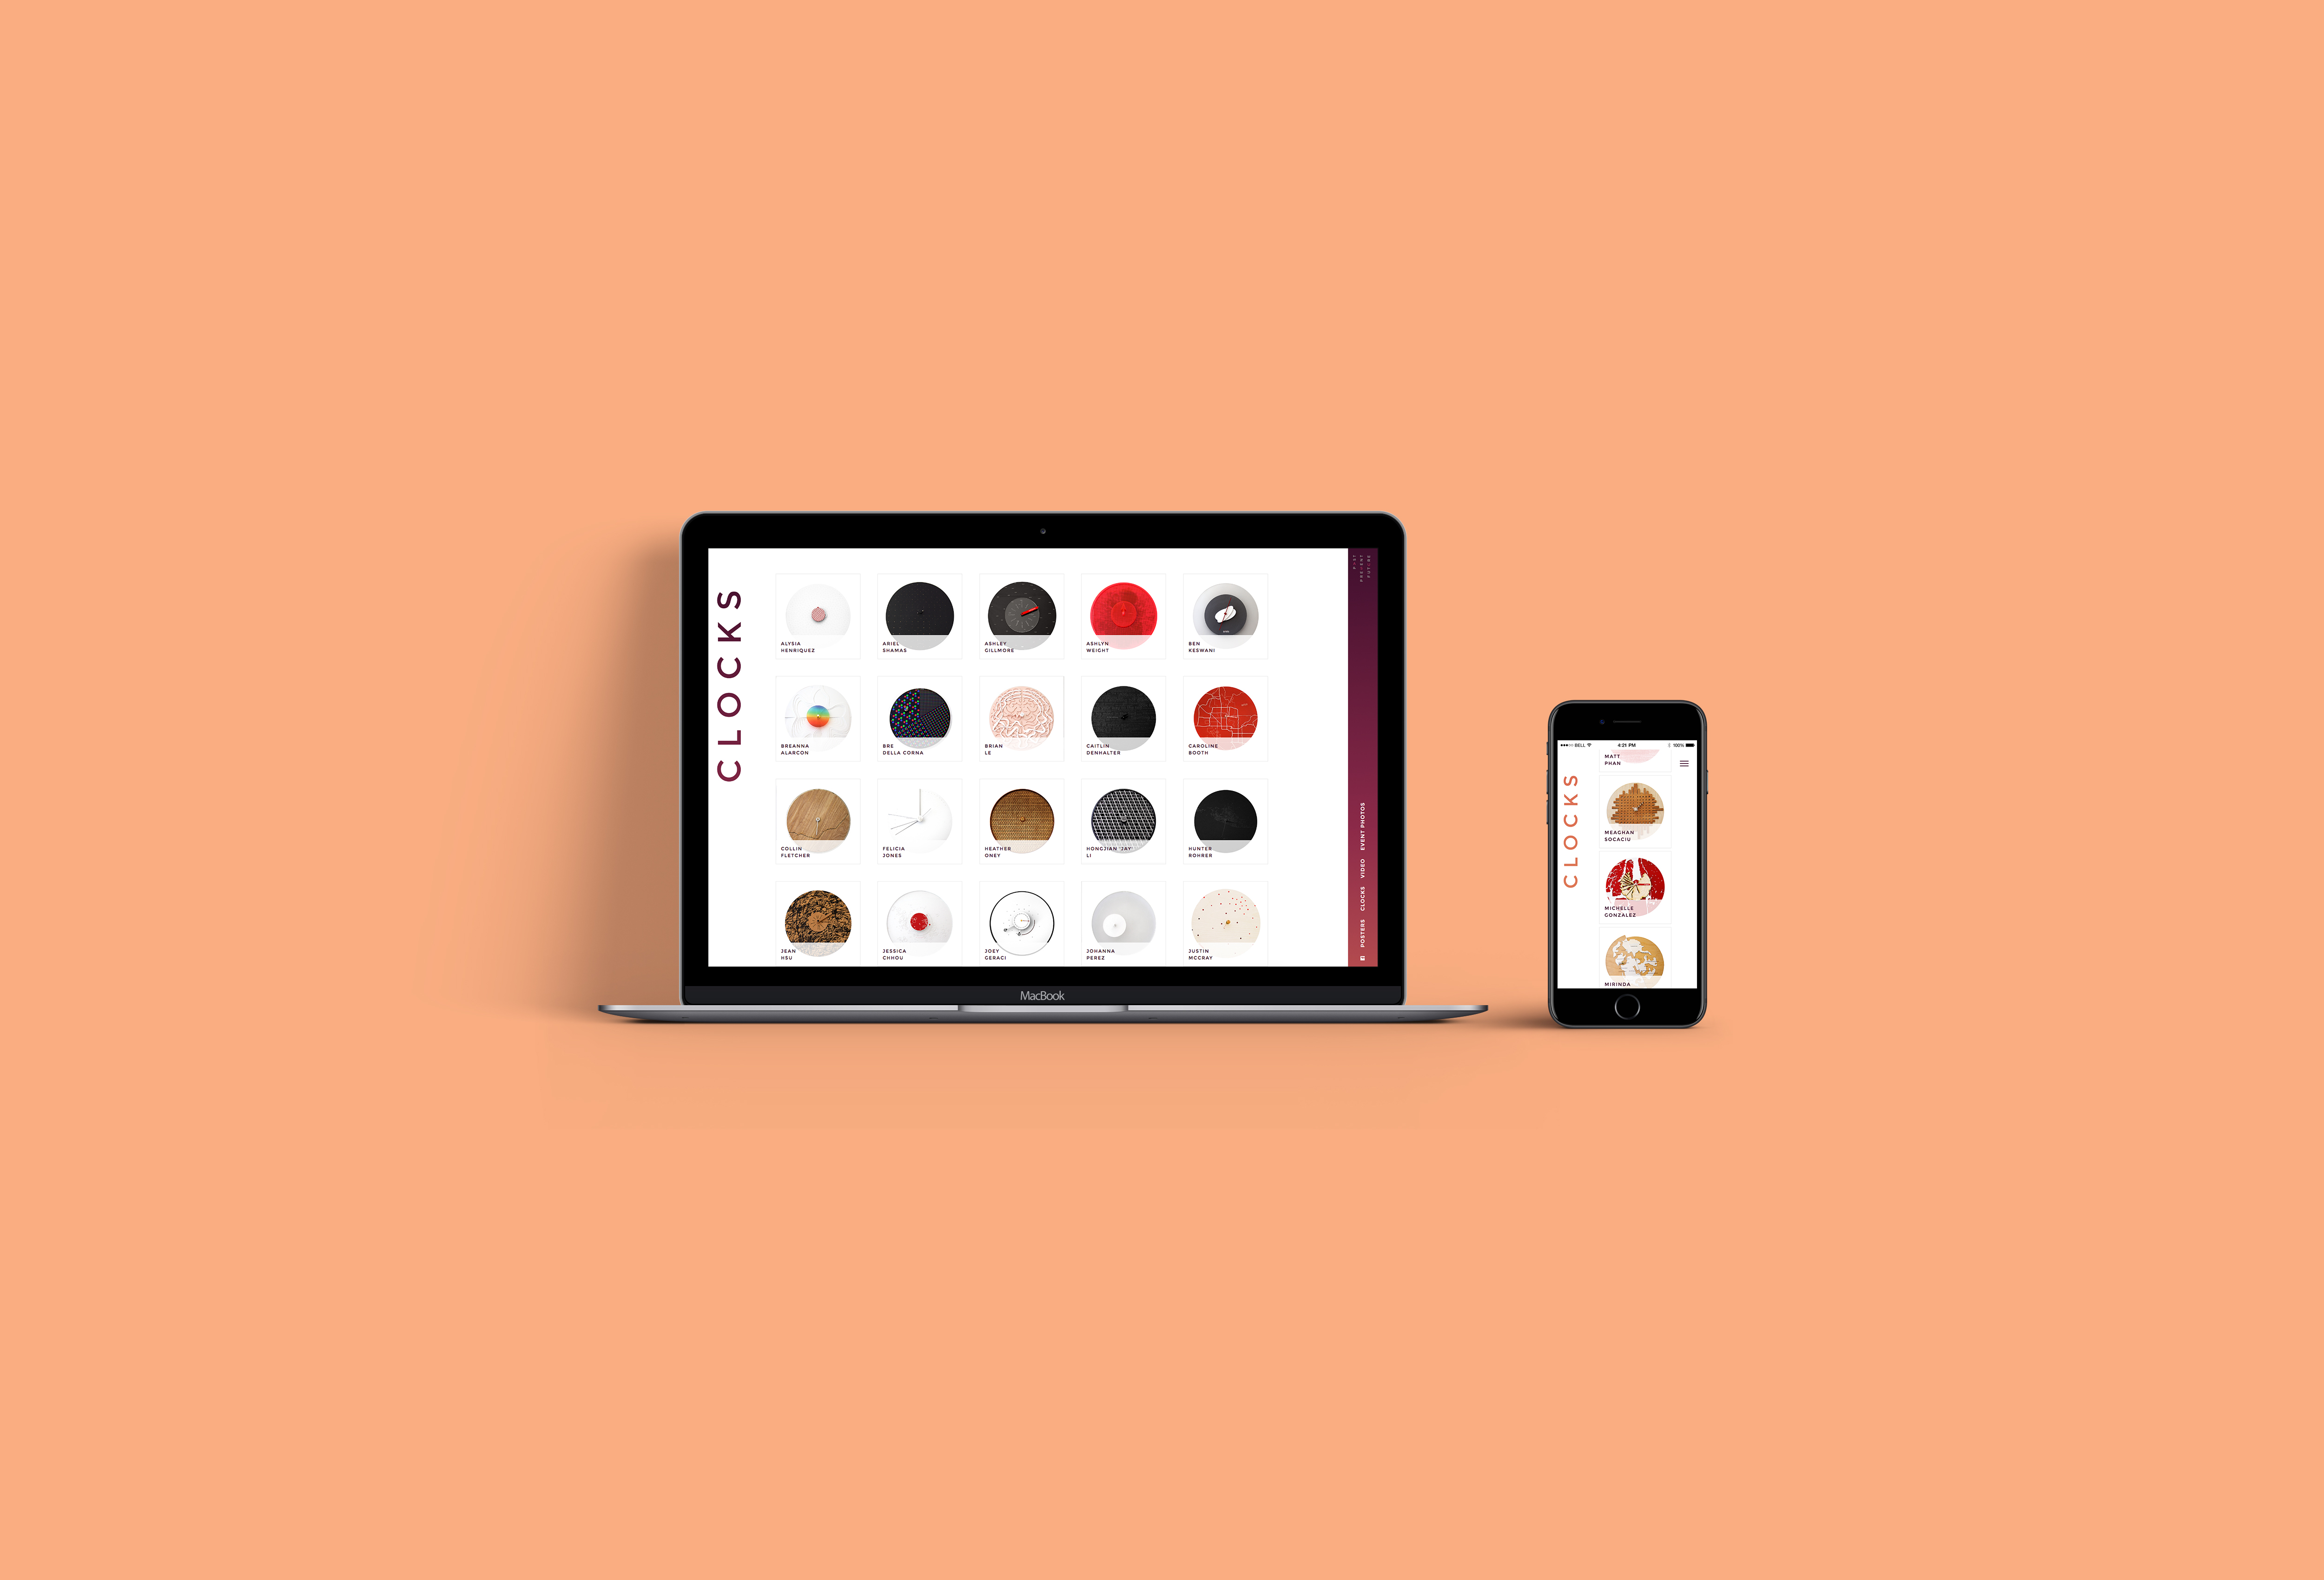 CLOCKS
ALYSIA
HENRIQUEZ
ARIEL
SHAMAS
ASHLEY
GILLMORE
ASHLYN
WEIGHT
BEN
KESWANI
BREANNA
ALARCON
BRE
DELLA CORNA
BRIAN
LE
CAITLIN
DENHALTER
CAROLINE
BOOTH
COLLIN
FLETCHER
FELICIA
JONES
HEATHER
ONEY
HONGJIAN 'JAY'
LI
HUNTER
ROHRER
JEAN
HSU
JESSICA
CHHOU
JOEY
GERACI
JOHANNA
PEREZ
JUSTIN
MCCRAY
POSTERS CLOCKS VIDEO EVENT PHOTOS
MacBook
BELL 4:21 PM 100%
CLOCKS
MATT
PHAN
MEAGHAN
SOCACIU
MICHELLE
GONZALEZ
MIRINDA